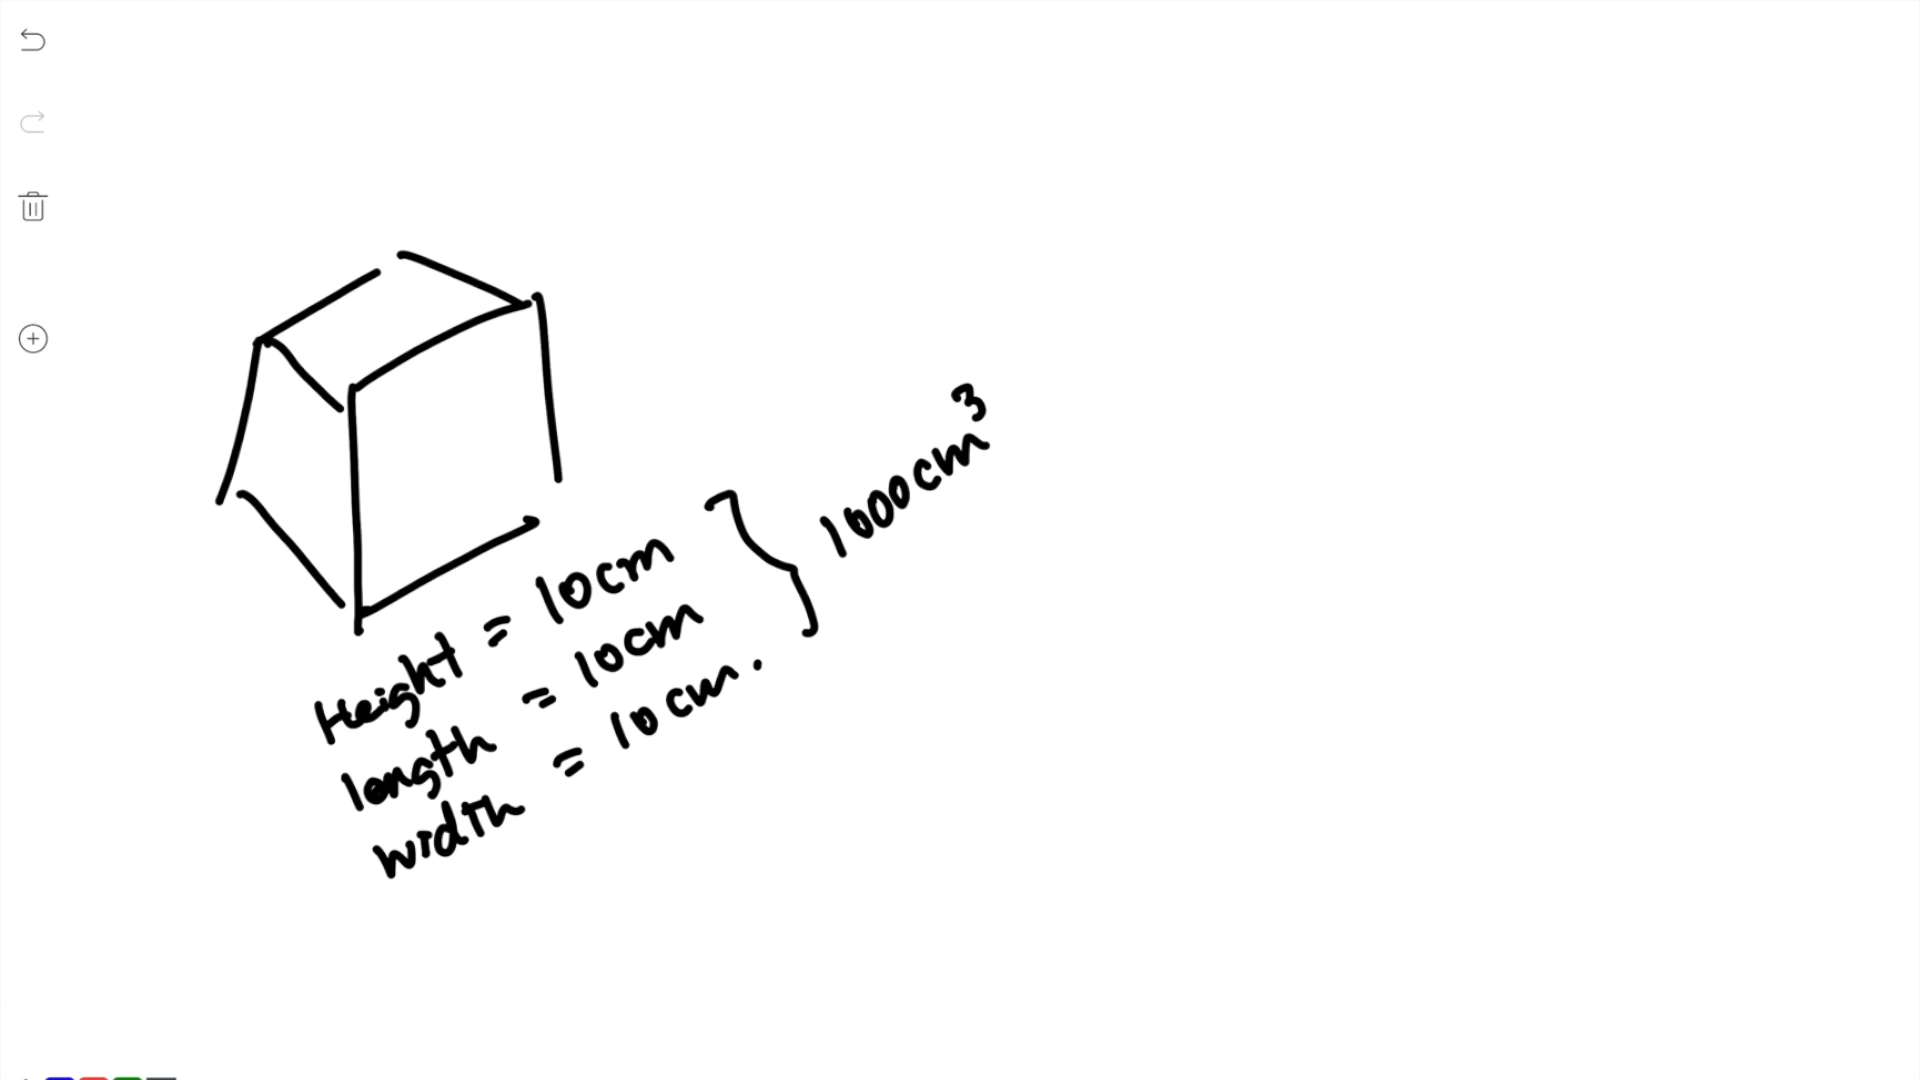 Height = 10cm
length = 10cm
width = 10cm.
1000cm³